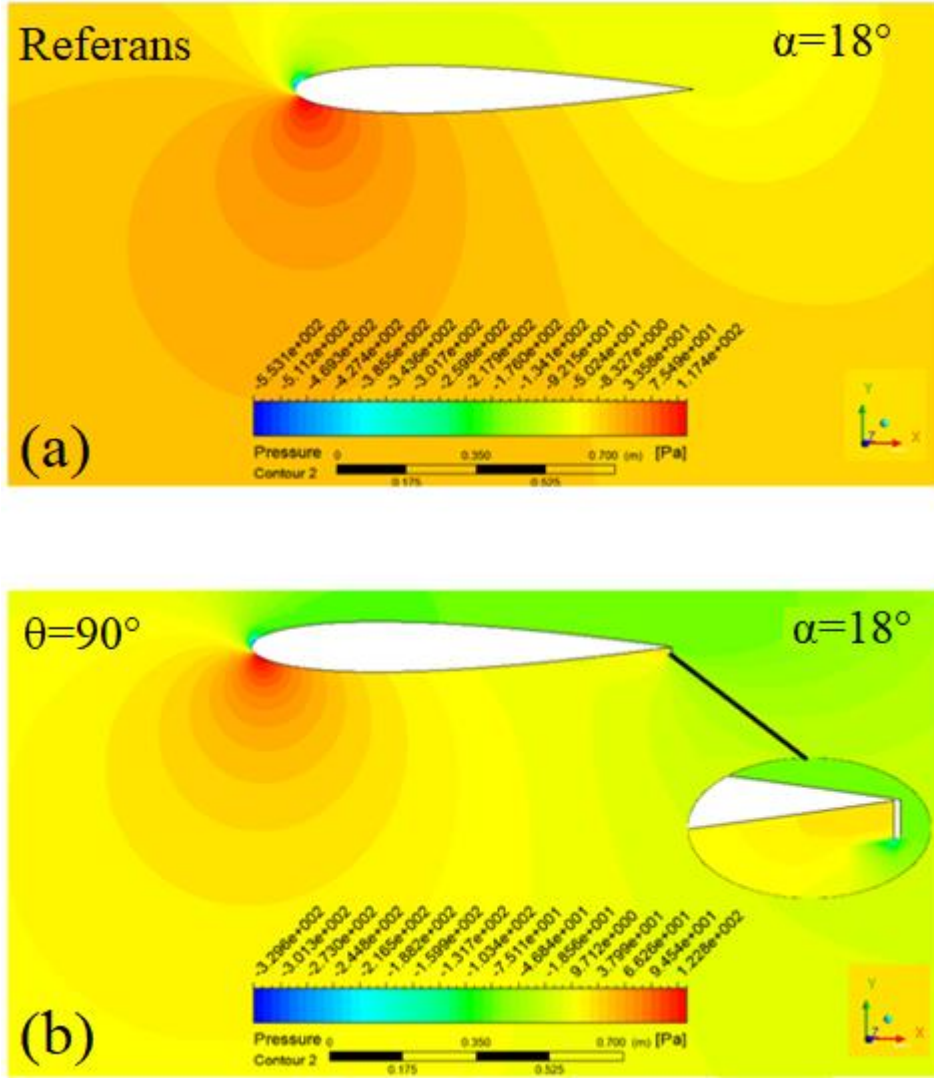 Referans
α=18°
-5.531e+002
-5.112e+002
-4.693e+002
-4.274e+002
-3.855e+002
-3.436e+002
-3.017e+002
-2.598e+002
-2.179e+002
-1.760e+002
-1.341e+002
-9.215e+001
-5.024e+001
-8.327e+000
3.358e+001
7.549e+001
1.174e+002
Pressure
Contour 2
[Pa]
0 0.350 0.700 (m)
0.175 0.525
Y
Z X
(a)
θ=90°
α=18°
-3.296e+002
-3.013e+002
-2.730e+002
-2.448e+002
-2.165e+002
-1.882e+002
-1.599e+002
-1.317e+002
-1.034e+002
-7.511e+001
-4.684e+001
-1.856e+001
9.712e+000
3.799e+001
6.626e+001
9.454e+001
1.228e+002
Pressure
Contour 2
[Pa]
0 0.350 0.700 (m)
0.175 0.525
Y
Z X
(b)